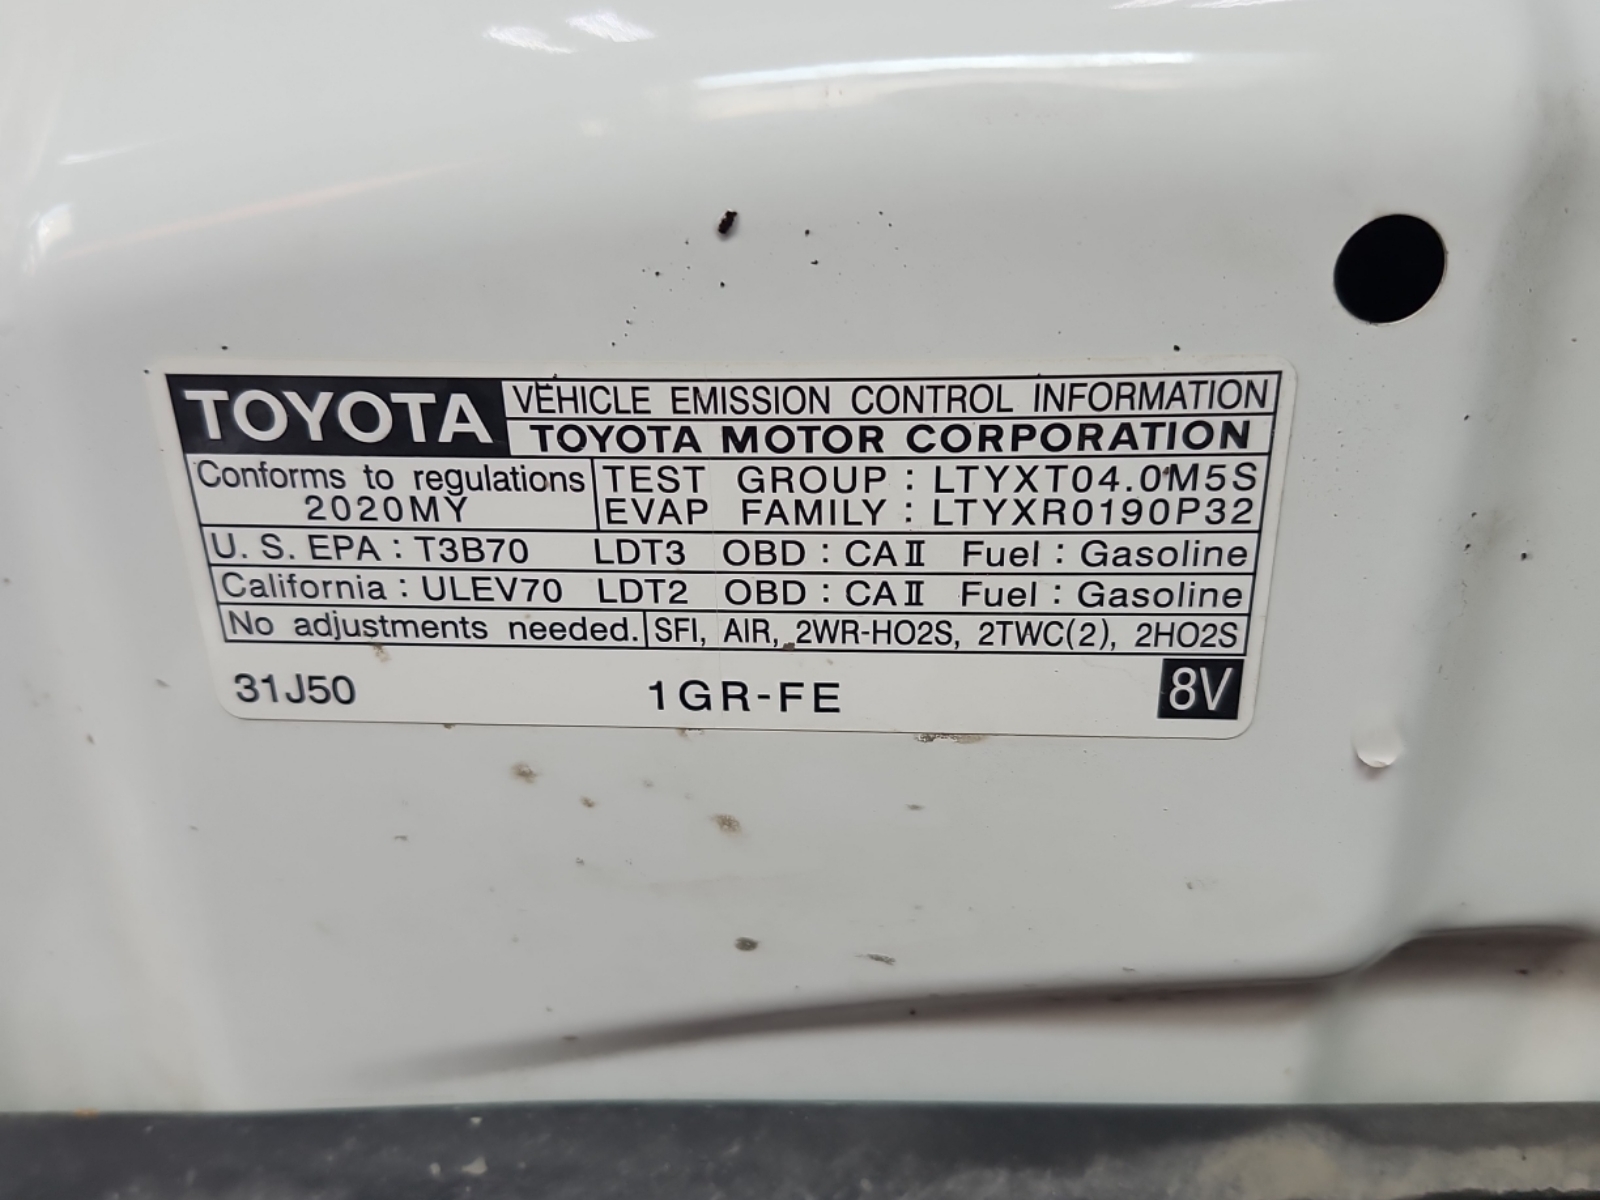 TOYOTA VEHICLE EMISSION CONTROL INFORMATION
TOYOTA MOTOR CORPORATION
Conforms to regulations
2020MY
TEST GROUP : LTYXT04.0M5S
EVAP FAMILY : LTYXR0190P32
U. S. EPA : T3B70 LDT3 OBD : CAⅡ Fuel : Gasoline
California : ULEV70 LDT2 OBD : CAⅡ Fuel : Gasoline
No adjustments needed. SFI, AIR, 2WR-HO2S, 2TWC(2), 2HO2S
31J50 1GR-FE 8V